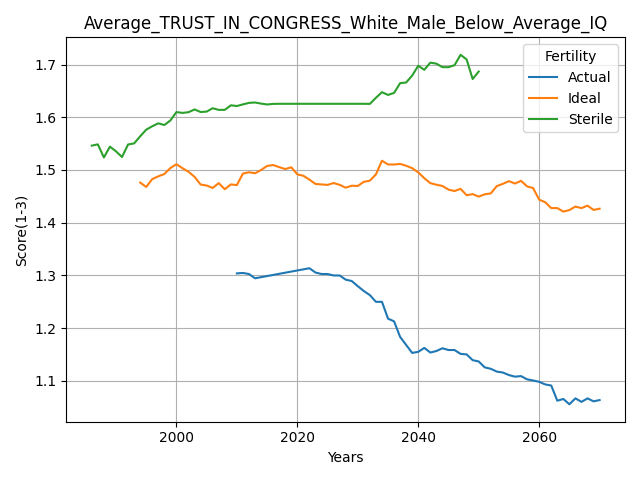 Average_TRUST_IN_CONGRESS_White_Male_Below_Average_IQ
Fertility
Actual
Ideal
Sterile
Score(1-3)
1.7
1.6
1.5
1.4
1.3
1.2
1.1
2000 2020 2040 2060
Years